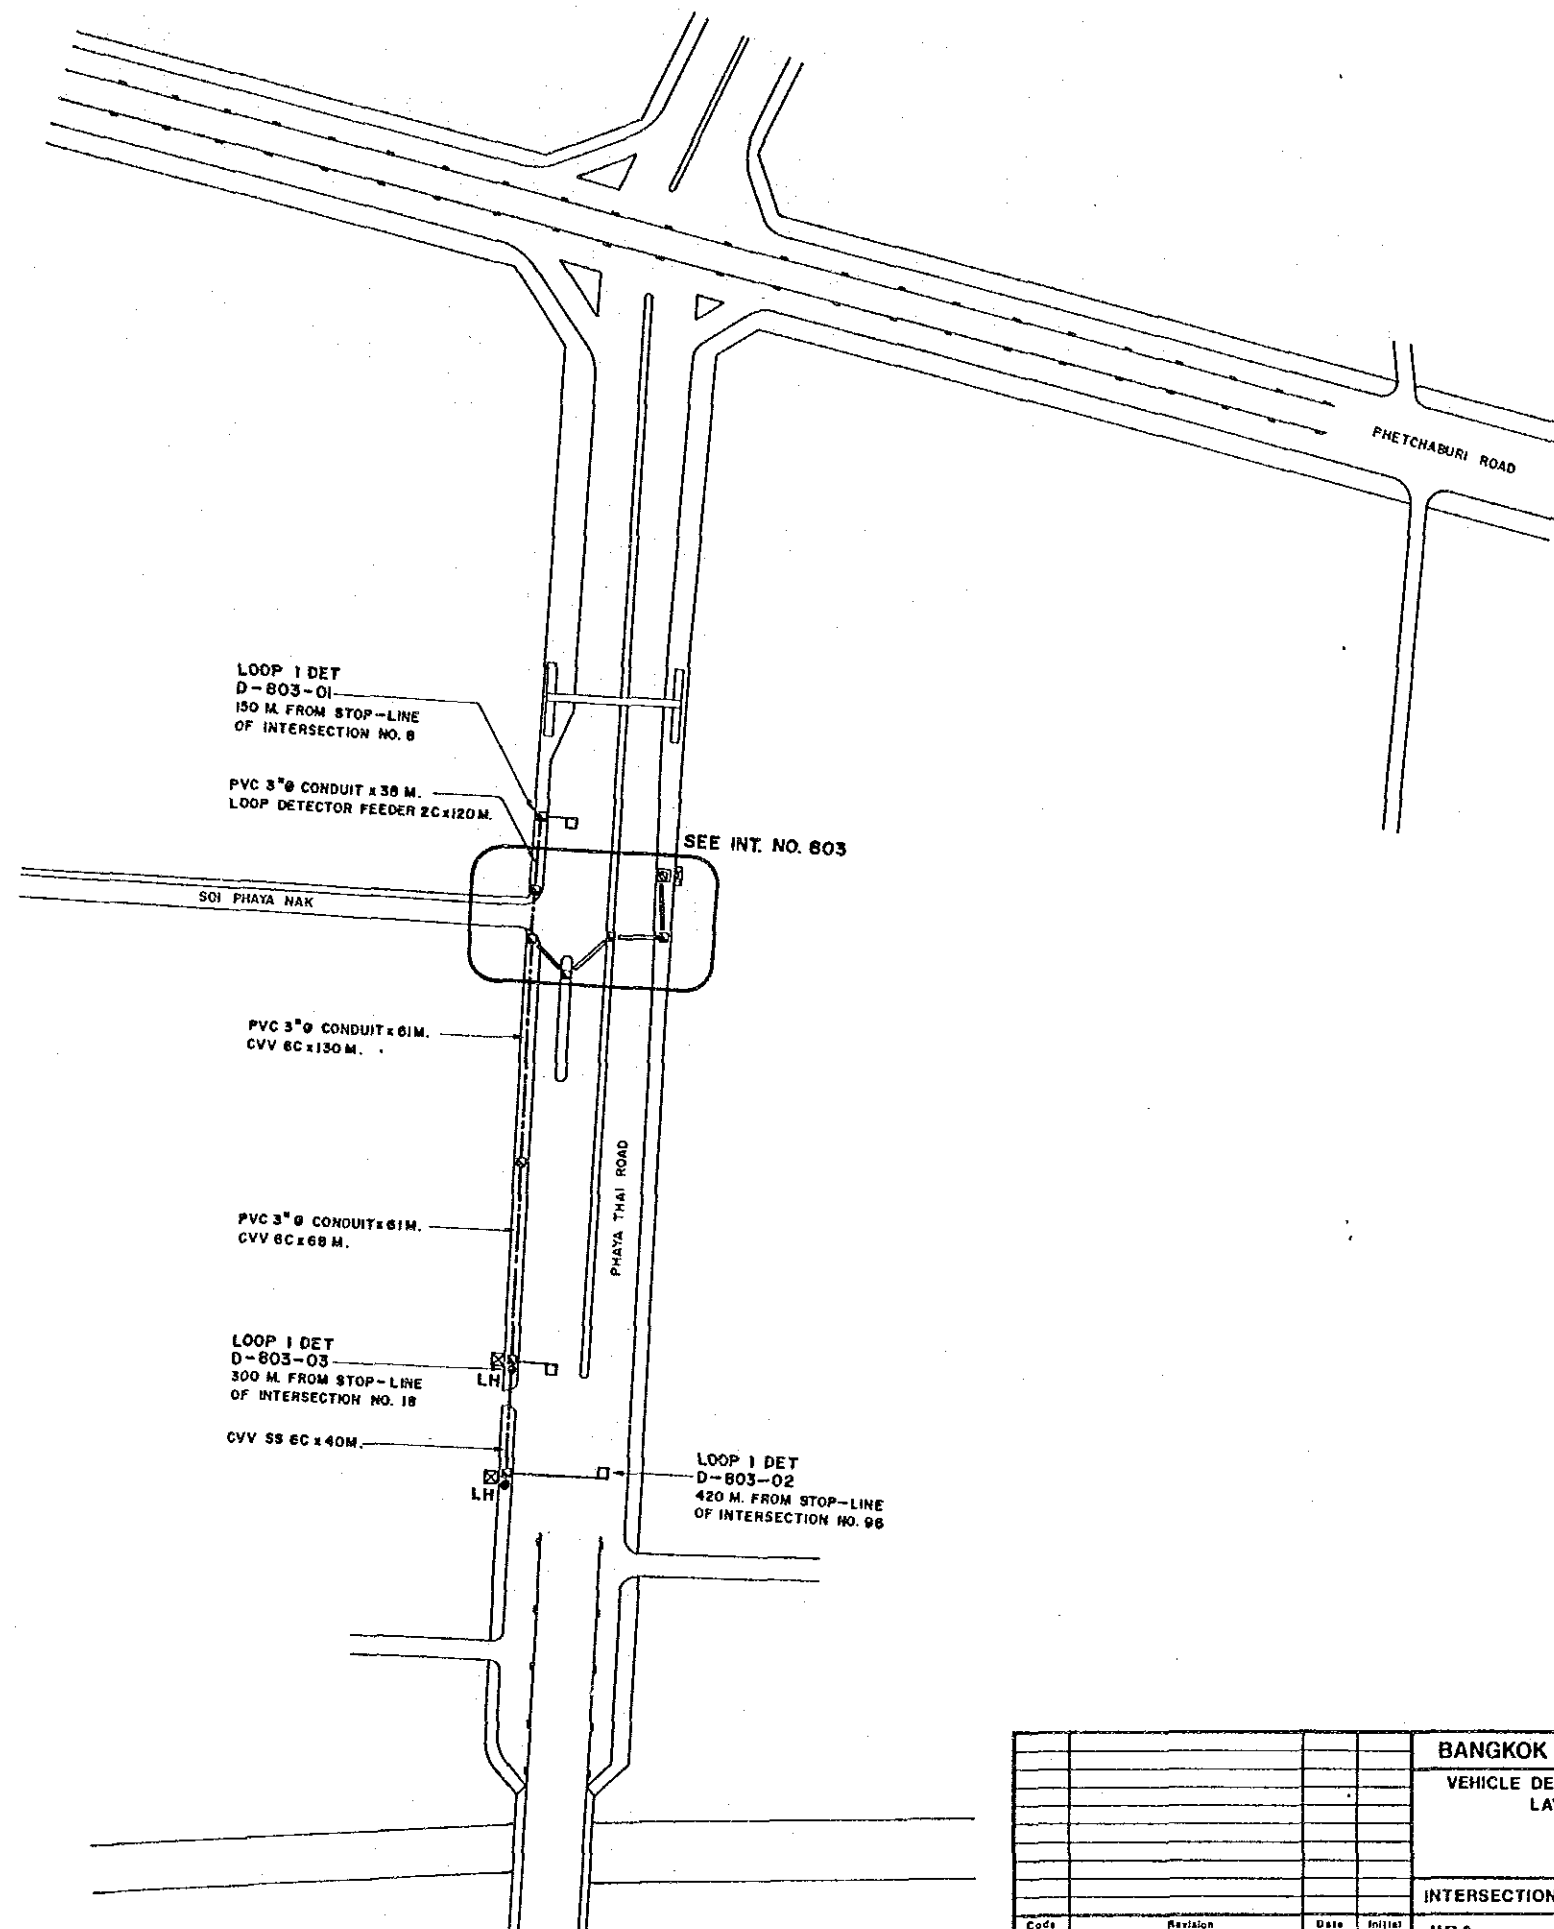 PHETCHABURI ROAD
LOOP 1 DET
D-803-01
150 M. FROM STOP-LINE
OF INTERSECTION NO. 8
PVC 3"Ø CONDUIT x 38 M.
LOOP DETECTOR FEEDER 2C x 120 M.
SEE INT. NO. 803
SOI PHAYA NAK
PVC 3"Ø CONDUIT x 61M.
CVV 6C x 130 M.
PHAYA THAI ROAD
PVC 3"Ø CONDUIT x 61M.
CVV 6C x 68 M.
LOOP 1 DET
D-803-03
300 M. FROM STOP-LINE
OF INTERSECTION NO. 18
LH
CVV SS 6C x 40M.
LH
LOOP 1 DET
D-803-02
420 M. FROM STOP-LINE
OF INTERSECTION NO. 98
BANGKOK
VEHICLE DE
LA
INTERSECTION
Code Revision Date Initial